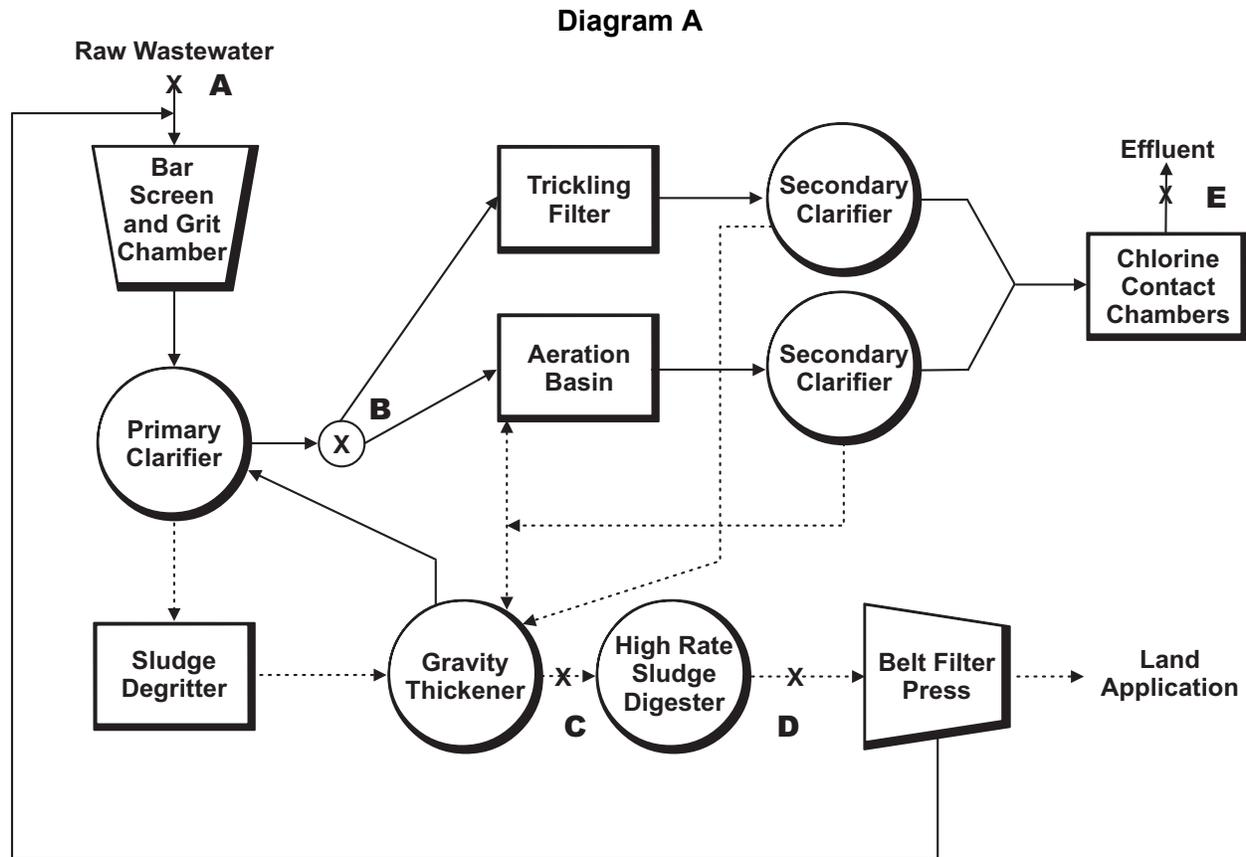 Diagram A
Raw Wastewater
X A
Bar
Screen
and Grit
Chamber
Trickling
Filter
Secondary
Clarifier
Effluent
X E
Chlorine
Contact
Chambers
Aeration
Basin
Secondary
Clarifier
Primary
Clarifier
X
B
Sludge
Degritter
Gravity
Thickener
X
C
High Rate
Sludge
Digester
X
D
Belt Filter
Press
Land
Application